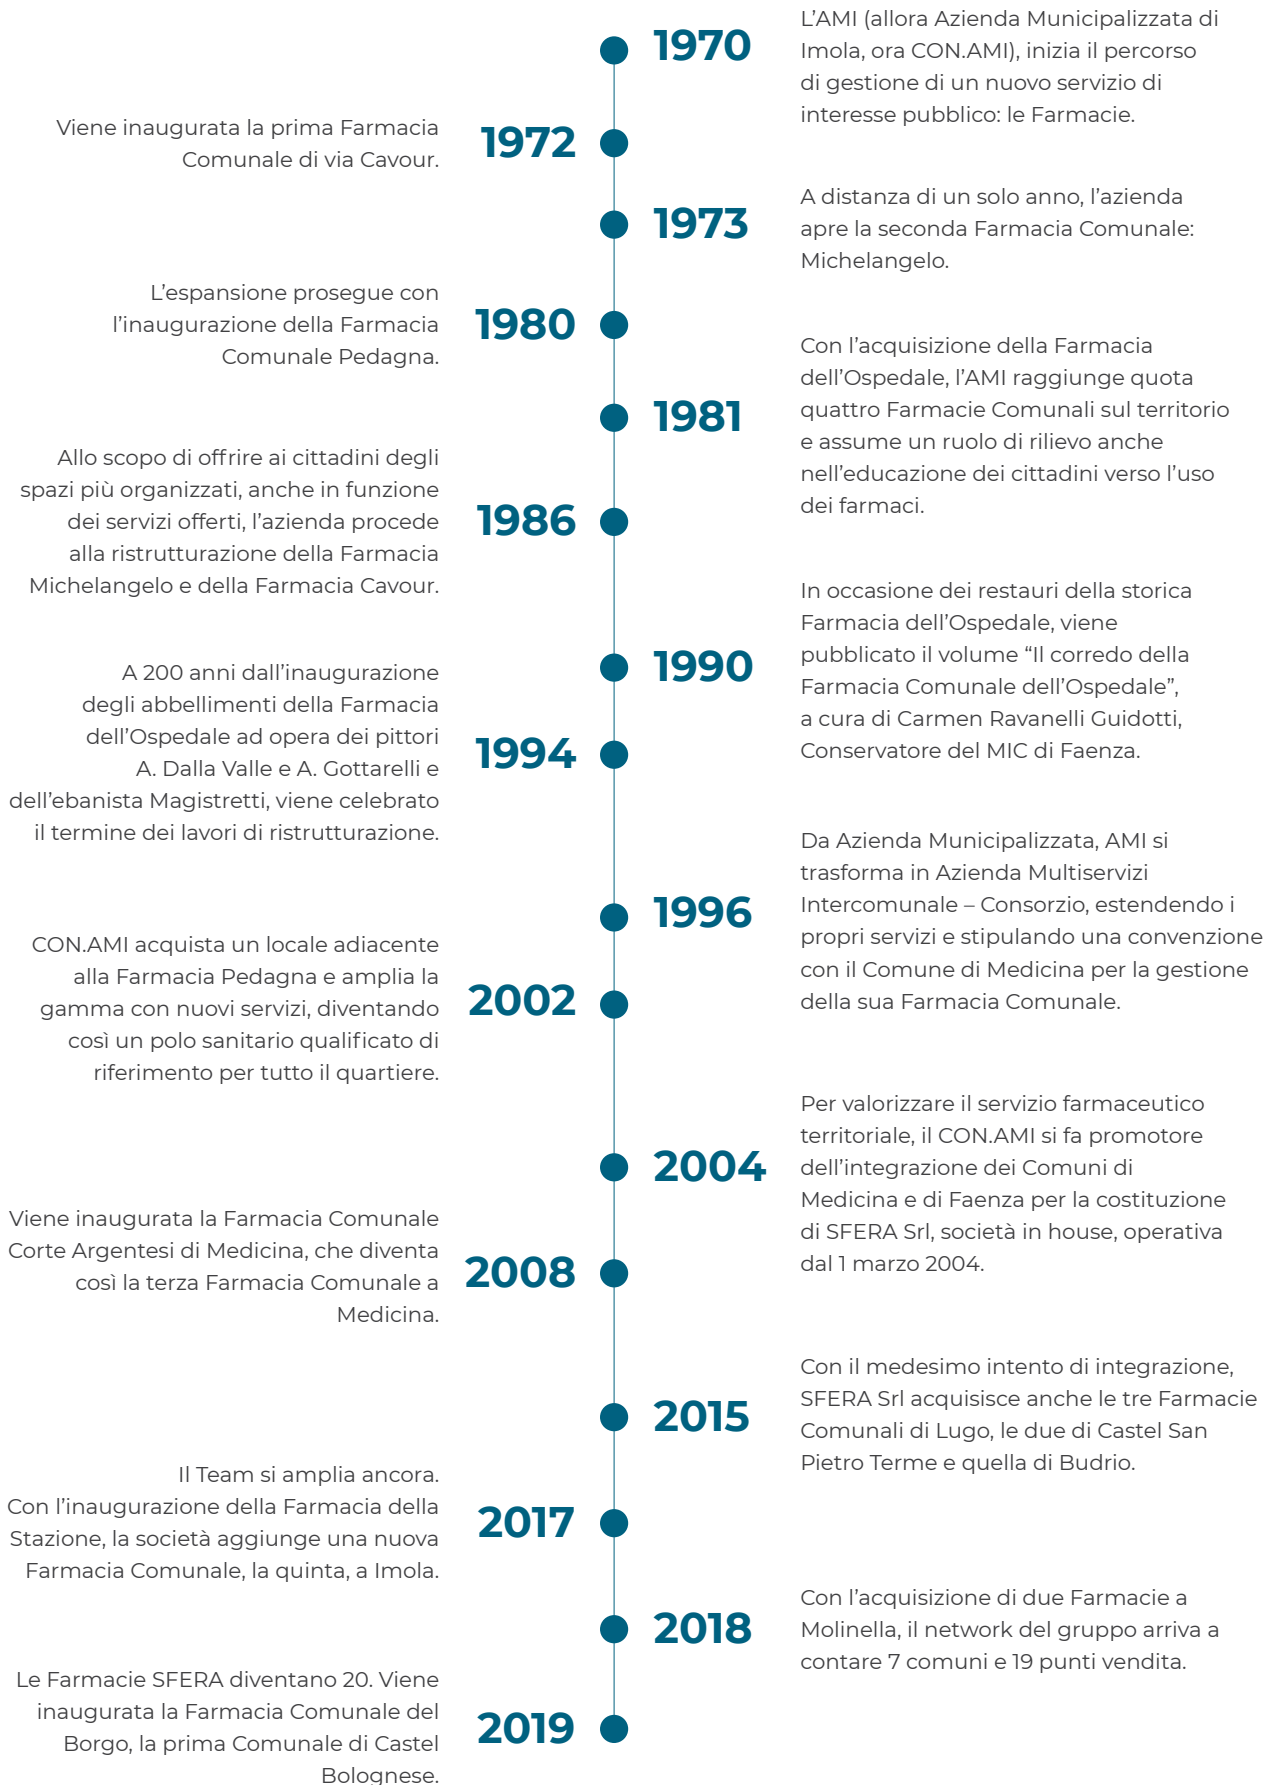 1970
L’AMI (allora Azienda Municipalizzata di
Imola, ora CON.AMI), inizia il percorso
di gestione di un nuovo servizio di
interesse pubblico: le Farmacie.
1972
Viene inaugurata la prima Farmacia
Comunale di via Cavour.
1973
A distanza di un solo anno, l’azienda
apre la seconda Farmacia Comunale:
Michelangelo.
1980
L’espansione prosegue con
l’inaugurazione della Farmacia
Comunale Pedagna.
1981
Con l’acquisizione della Farmacia
dell’Ospedale, l’AMI raggiunge quota
quattro Farmacie Comunali sul territorio
e assume un ruolo di rilievo anche
nell’educazione dei cittadini verso l’uso
dei farmaci.
1986
Allo scopo di offrire ai cittadini degli
spazi più organizzati, anche in funzione
dei servizi offerti, l’azienda procede
alla ristrutturazione della Farmacia
Michelangelo e della Farmacia Cavour.
1990
In occasione dei restauri della storica
Farmacia dell’Ospedale, viene
pubblicato il volume “Il corredo della
Farmacia Comunale dell’Ospedale”,
a cura di Carmen Ravanelli Guidotti,
Conservatore del MIC di Faenza.
1994
A 200 anni dall’inaugurazione
degli abbellimenti della Farmacia
dell’Ospedale ad opera dei pittori
A. Dalla Valle e A. Gottarelli e
dell’ebanista Magistretti, viene celebrato
il termine dei lavori di ristrutturazione.
1996
Da Azienda Municipalizzata, AMI si
trasforma in Azienda Multiservizi
Intercomunale – Consorzio, estendendo i
propri servizi e stipulando una convenzione
con il Comune di Medicina per la gestione
della sua Farmacia Comunale.
2002
CON.AMI acquista un locale adiacente
alla Farmacia Pedagna e amplia la
gamma con nuovi servizi, diventando
così un polo sanitario qualificato di
riferimento per tutto il quartiere.
2004
Per valorizzare il servizio farmaceutico
territoriale, il CON.AMI si fa promotore
dell’integrazione dei Comuni di
Medicina e di Faenza per la costituzione
di SFERA Srl, società in house, operativa
dal 1 marzo 2004.
2008
Viene inaugurata la Farmacia Comunale
Corte Argentesi di Medicina, che diventa
così la terza Farmacia Comunale a
Medicina.
2015
Con il medesimo intento di integrazione,
SFERA Srl acquisisce anche le tre Farmacie
Comunali di Lugo, le due di Castel San
Pietro Terme e quella di Budrio.
2017
Il Team si amplia ancora.
Con l’inaugurazione della Farmacia della
Stazione, la società aggiunge una nuova
Farmacia Comunale, la quinta, a Imola.
2018
Con l’acquisizione di due Farmacie a
Molinella, il network del gruppo arriva a
contare 7 comuni e 19 punti vendita.
2019
Le Farmacie SFERA diventano 20. Viene
inaugurata la Farmacia Comunale del
Borgo, la prima Comunale di Castel
Bolognese.